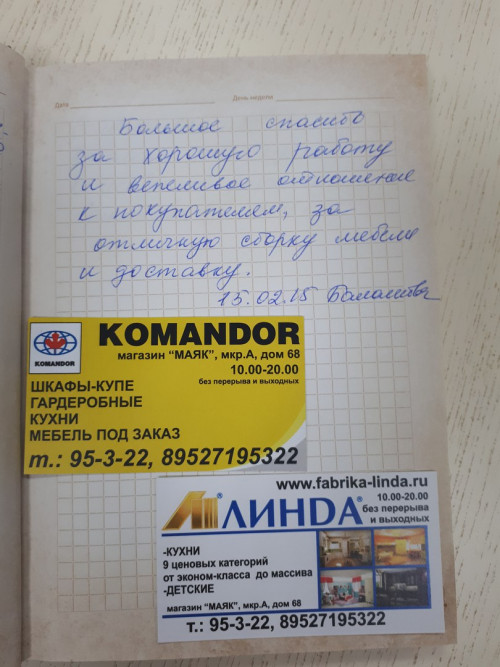 Дата
День недели
Большое спасибо
за хорошую работу
и вежливое отношение
к покупателем, за
отличную сборку мебели
и доставку.
15.02.15
KOMANDOR
KOMANDOR
магазин "МАЯК", мкр.А, дом 68
10.00-20.00
без перерыва и выходных
ШКАФЫ-КУПЕ
ГАРДЕРОБНЫЕ
КУХНИ
МЕБЕЛЬ ПОД ЗАКАЗ
т.: 95-3-22, 89527195322
www.fabrika-linda.ru
ЛИНДА®
10.00-20.00
без перерыва
и выходных
-КУХНИ
9 ценовых категорий
от эконом-класса до массива
-ДЕТСКИЕ
магазин "МАЯК", мкр.А, дом 68
т.: 95-3-22, 89527195322